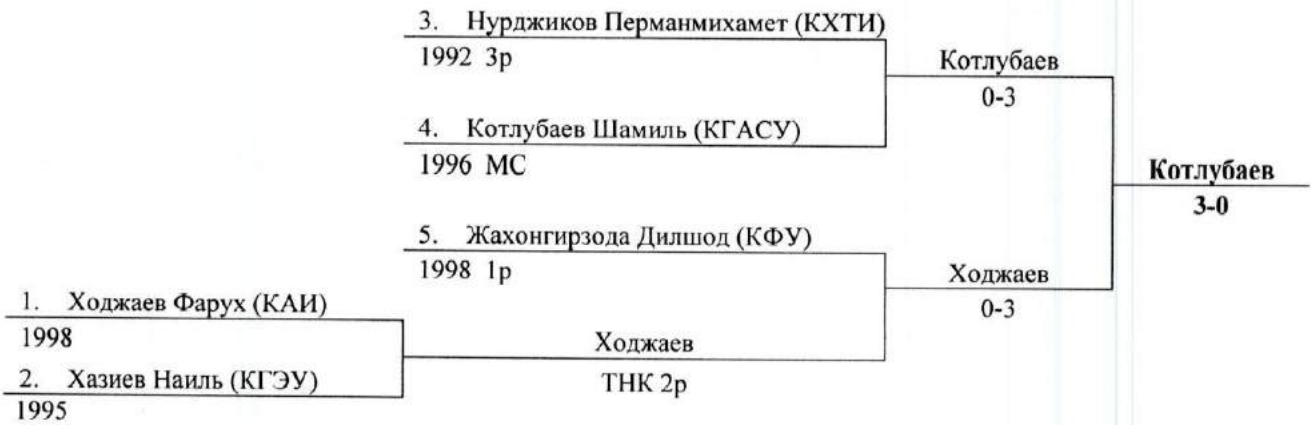 3. Нурджиков Перманмихамет (КХТИ)
1992 3р
Котлубаев
0-3
4. Котлубаев Шамиль (КГАСУ)
1996 МС
Котлубаев
3-0
5. Жахонгирзода Дилшод (КФУ)
1998 1р
Ходжаев
0-3
1. Ходжаев Фарух (КАИ)
1998
Ходжаев
ТНК 2р
2. Хазиев Наиль (КГЭУ)
1995